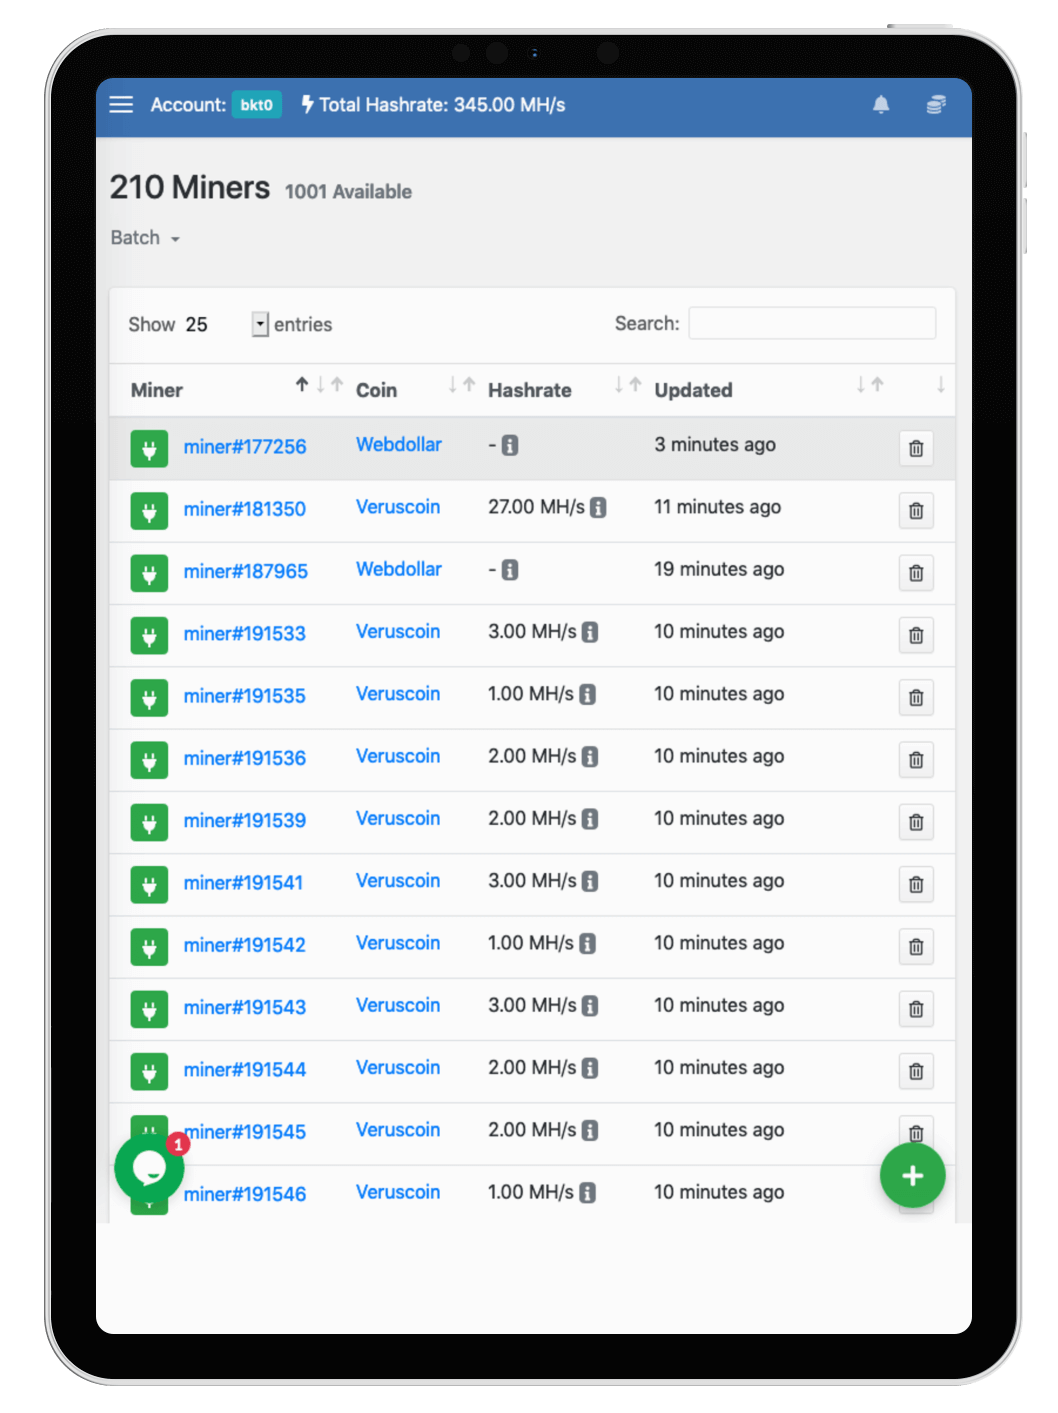 Account: bkt0 Total Hashrate: 345.00 MH/s
210 Miners 1001 Available
Batch
Show 25 entries Search:
Miner Coin Hashrate Updated
miner#177256 Webdollar - 3 minutes ago
miner#181350 Veruscoin 27.00 MH/s 11 minutes ago
miner#187965 Webdollar - 19 minutes ago
miner#191533 Veruscoin 3.00 MH/s 10 minutes ago
miner#191535 Veruscoin 1.00 MH/s 10 minutes ago
miner#191536 Veruscoin 2.00 MH/s 10 minutes ago
miner#191539 Veruscoin 2.00 MH/s 10 minutes ago
miner#191541 Veruscoin 3.00 MH/s 10 minutes ago
miner#191542 Veruscoin 1.00 MH/s 10 minutes ago
miner#191543 Veruscoin 3.00 MH/s 10 minutes ago
miner#191544 Veruscoin 2.00 MH/s 10 minutes ago
miner#191545 Veruscoin 2.00 MH/s 10 minutes ago
1
miner#191546 Veruscoin 1.00 MH/s 10 minutes ago